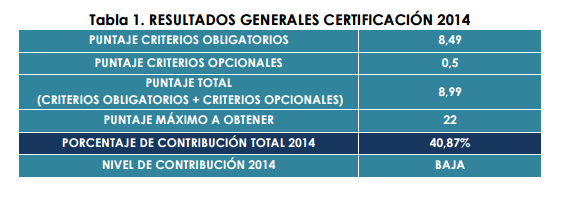 Tabla 1. RESULTADOS GENERALES CERTIFICACIÓN 2014
PUNTAJE CRITERIOS OBLIGATORIOS 8,49
PUNTAJE CRITERIOS OPCIONALES 0,5
PUNTAJE TOTAL
(CRITERIOS OBLIGATORIOS + CRITERIOS OPCIONALES) 8,99
PUNTAJE MÁXIMO A OBTENER 22
PORCENTAJE DE CONTRIBUCIÓN TOTAL 2014 40,87%
NIVEL DE CONTRIBUCIÓN 2014 BAJA